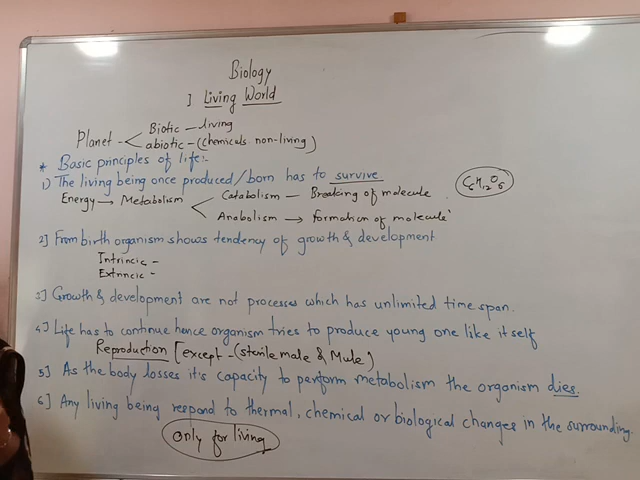 Biology
1 Living World
Planet Biotic - living
abiotic - (chemicals non-living)
* Basic principles of life:-
1) The living being once produced/born has to survive
C6H12O6
Energy → Metabolism Catabolism - Breaking of molecule
Anabolism → formation of molecule'
2] From birth organism shows tendency of growth & development
Intrincic -
Extrncic -
3] Growth & development are not processes which has unlimited time span.
4] Life has to continue hence organism tries to produce young one like itself
Reproduction [except - (sterile male & Mule)
5] As the body losses it's capacity to perform metabolism the organism dies.
6] Any living being respond to thermal, chemical or biological changes in the surrounding.
Only for living